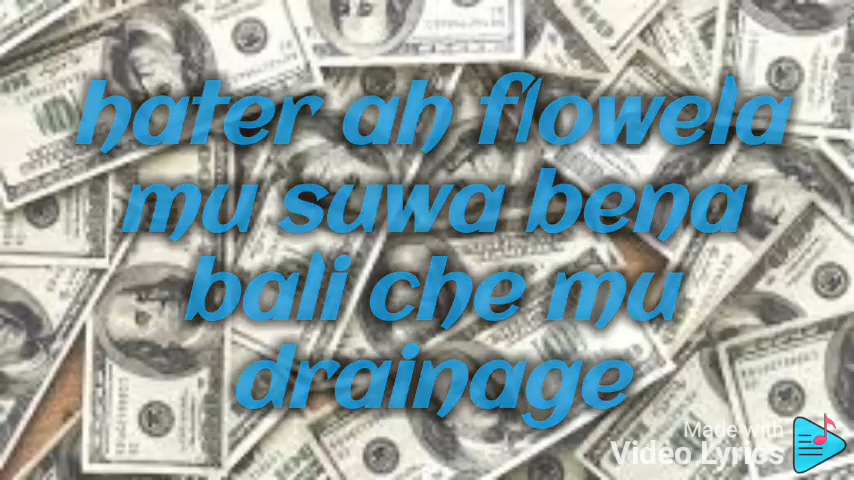 hater ah flowela
mu suwa bena
bali che mu
drainage
Made with
Video Lyrics